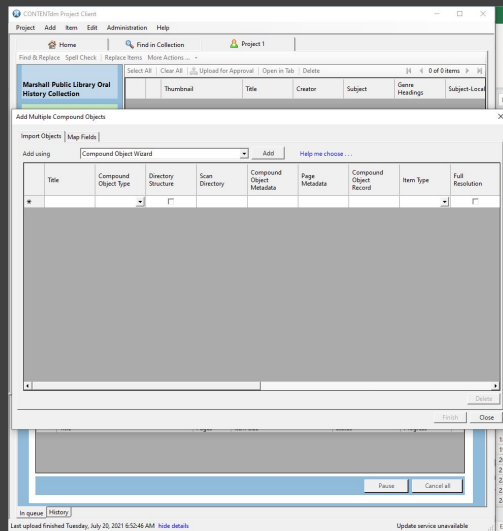 CONTENTdm Project Client
Project Add Item Edit Administration Help
Home Find in Collection Project 1
Find & Replace Spell Check Replace Items More Actions ...
Select All Clear All Upload for Approval Open in Tab Delete 0 of 0 items
Marshall Public Library Oral History Collection
Thumbnail Title Creator Subject Genre Headings Subject-Local
Add Multiple Compound Objects
Import Objects Map Fields
Add using Compound Object Wizard Add Help me choose . . .
Title Compound Object Type Directory Structure Scan Directory Compound Object Metadata Page Metadata Compound Object Record Item Type Full Resolution
*
Delete
Finish Close
Pause Cancel all
In queue History
Last upload finished Tuesday, July 20, 2021 6:52:46 AM hide details Update service unavailable